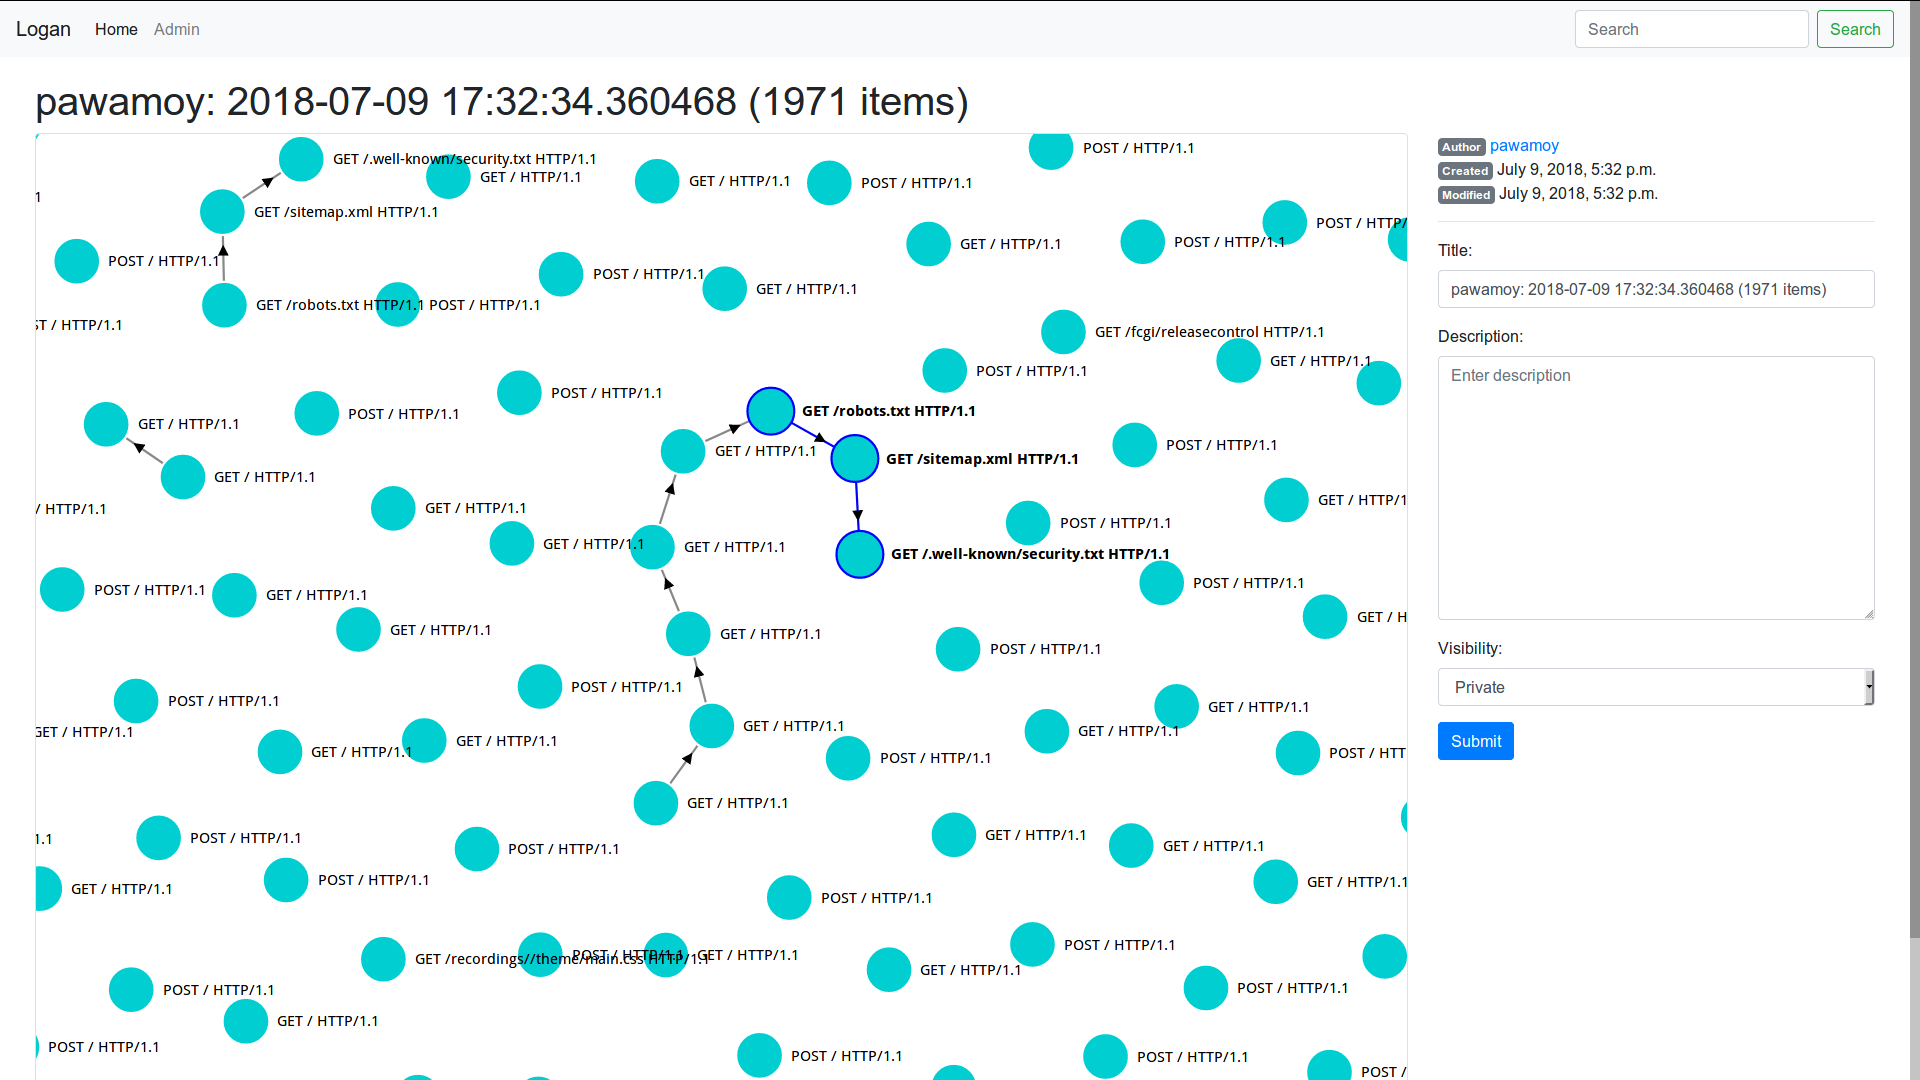 Logan Home Admin Search Search
pawamoy: 2018-07-09 17:32:34.360468 (1971 items)
POST / HTTP/1.1
GET /.well-known/security.txt HTTP/1.1
GET / HTTP/1.1
GET / HTTP/1.1
POST / HTTP/1.1
GET /sitemap.xml HTTP/1.1
POST / HTTP/
POST / HTTP/1.1
GET / HTTP/1.1
POST / HTTP/1.1
POST / HTTP/1.1
GET / HTTP/1.1
GET /robots.txt HTTP/1.1
POST / HTTP/1.1
ST / HTTP/1.1
GET /fcgi/releasecontrol HTTP/1.1
GET / HTTP/1.1
POST / HTTP/1.1
POST / HTTP/1.1
GET /robots.txt HTTP/1.1
POST / HTTP/1.1
GET / HTTP/1.1
POST / HTTP/1.1
GET / HTTP/1.1
GET /sitemap.xml HTTP/1.1
GET / HTTP/1.1
GET / HTTP/1
/ HTTP/1.1
GET / HTTP/1.1
POST / HTTP/1.1
GET / HTTP/1.1
GET / HTTP/1.1
GET /.well-known/security.txt HTTP/1.1
POST / HTTP/1.1
POST / HTTP/1.1
GET / HTTP/1.1
GET / H
GET / HTTP/1.1
GET / HTTP/1.1
POST / HTTP/1.1
POST / HTTP/1.1
POST / HTTP/1.1
GET / HTTP/1.1
GET / HTTP/1.1
GET / HTTP/1.1
GET / HTTP/1.1
GET / HTTP/1.1
GET / HTTP/1.1
POST / HTT
POST / HTTP/1.1
GET / HTTP/1.1
GET / HTTP/1.1
1.1
POST / HTTP/1.1
GET / HTTP/1.1
POST / HTTP/1.1
POST / HTTP/1.1
GET / HTTP/1.1
GET / HTTP/1.1
POST / HTTP/1.1
POST / HTTP/1.1
POST / HTTP/1.1
GET / HTTP/1.1
GET /recordings//theme/main.css HTTP/1.1
GET / HTTP/1.1
POST / HTTP/1.1
POST / HTTP/1.1
GET / HTTP/1.1
POST / HTTP/1.1
POST / HTTP/1.1
POST / HTTP/1.1
POST /
Author pawamoy
Created July 9, 2018, 5:32 p.m.
Modified July 9, 2018, 5:32 p.m.
Title:
pawamoy: 2018-07-09 17:32:34.360468 (1971 items)
Description:
Enter description
Visibility:
Private
Submit